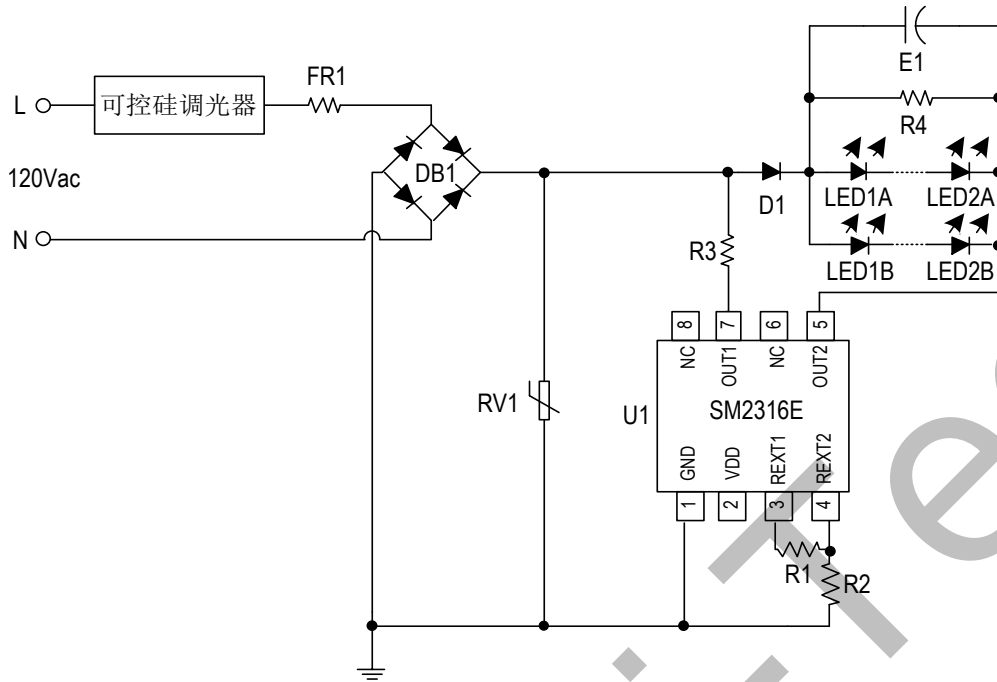 E1
FR1
L
可控硅调光器
R4
120Vac
DB1
D1
LED1A
LED2A
N
R3
LED1B
LED2B
8
7
6
5
NC
OUT1
NC
OUT2
RV1
U1
SM2316E
GND
VDD
REXT1
REXT2
1
2
3
4
R1
R2